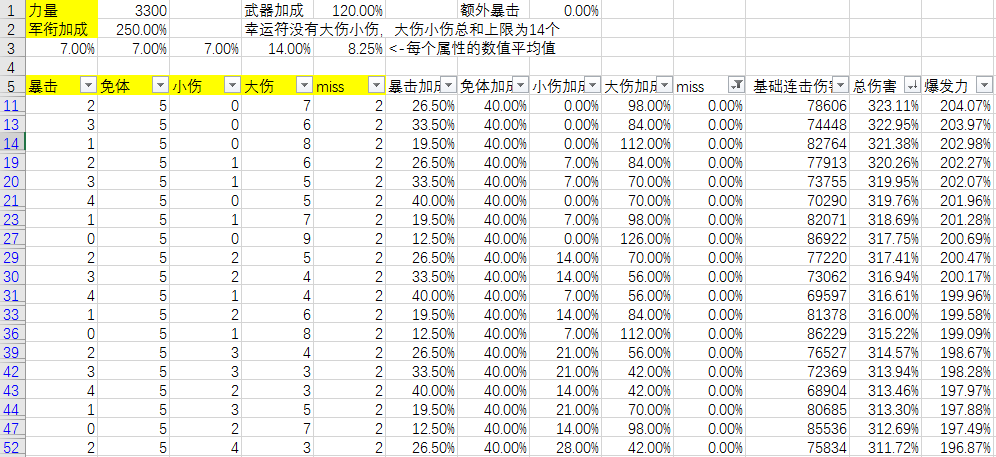 1 力量 3300 武器加成 120.00% 额外暴击 0.00%
2 军衔加成 250.00% 幸运符没有大伤小伤，大伤小伤总和上限为14个
3 7.00% 7.00% 7.00% 14.00% 8.25% <-每个属性的数值平均值
4
5 暴击 免体 小伤 大伤 miss 暴击加成 免体加成 小伤加成 大伤加成 miss 基础连击伤害 总伤害 爆发力
11 2 5 0 7 2 26.50% 40.00% 0.00% 98.00% 0.00% 78606 323.11% 204.07%
13 3 5 0 6 2 33.50% 40.00% 0.00% 84.00% 0.00% 74448 322.95% 203.97%
14 1 5 0 8 2 19.50% 40.00% 0.00% 112.00% 0.00% 82764 321.38% 202.98%
19 2 5 1 6 2 26.50% 40.00% 7.00% 84.00% 0.00% 77913 320.26% 202.27%
20 3 5 1 5 2 33.50% 40.00% 7.00% 70.00% 0.00% 73755 319.95% 202.07%
21 4 5 0 5 2 40.00% 40.00% 0.00% 70.00% 0.00% 70290 319.76% 201.96%
23 1 5 1 7 2 19.50% 40.00% 7.00% 98.00% 0.00% 82071 318.69% 201.28%
27 0 5 0 9 2 12.50% 40.00% 0.00% 126.00% 0.00% 86922 317.75% 200.69%
29 2 5 2 5 2 26.50% 40.00% 14.00% 70.00% 0.00% 77220 317.41% 200.47%
30 3 5 2 4 2 33.50% 40.00% 14.00% 56.00% 0.00% 73062 316.94% 200.17%
31 4 5 1 4 2 40.00% 40.00% 7.00% 56.00% 0.00% 69597 316.61% 199.96%
33 1 5 2 6 2 19.50% 40.00% 14.00% 84.00% 0.00% 81378 316.00% 199.58%
36 0 5 1 8 2 12.50% 40.00% 7.00% 112.00% 0.00% 86229 315.22% 199.09%
39 2 5 3 4 2 26.50% 40.00% 21.00% 56.00% 0.00% 76527 314.57% 198.67%
42 3 5 3 3 2 33.50% 40.00% 21.00% 42.00% 0.00% 72369 313.94% 198.28%
43 4 5 2 3 2 40.00% 40.00% 14.00% 42.00% 0.00% 68904 313.46% 197.97%
44 1 5 3 5 2 19.50% 40.00% 21.00% 70.00% 0.00% 80685 313.30% 197.88%
47 0 5 2 7 2 12.50% 40.00% 14.00% 98.00% 0.00% 85536 312.69% 197.49%
52 2 5 4 3 2 26.50% 40.00% 28.00% 42.00% 0.00% 75834 311.72% 196.87%